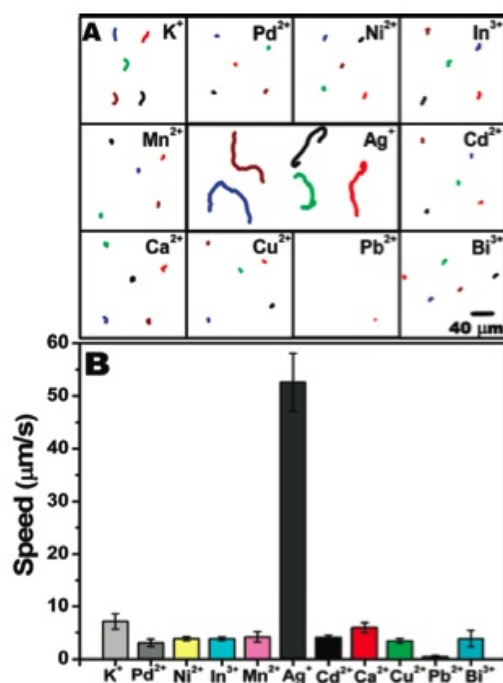 A
K+ Pd2+ Ni2+ In3+
Mn2+ Ag+ Cd2+
Ca2+ Cu2+ Pb2+ Bi3+
40 μm
B
60
50
40
30
20
10
0
Speed (μm/s)
K+ Pd2+ Ni2+ In3+ Mn2+ Ag+ Cd2+ Ca2+ Cu2+ Pb2+ Bi3+